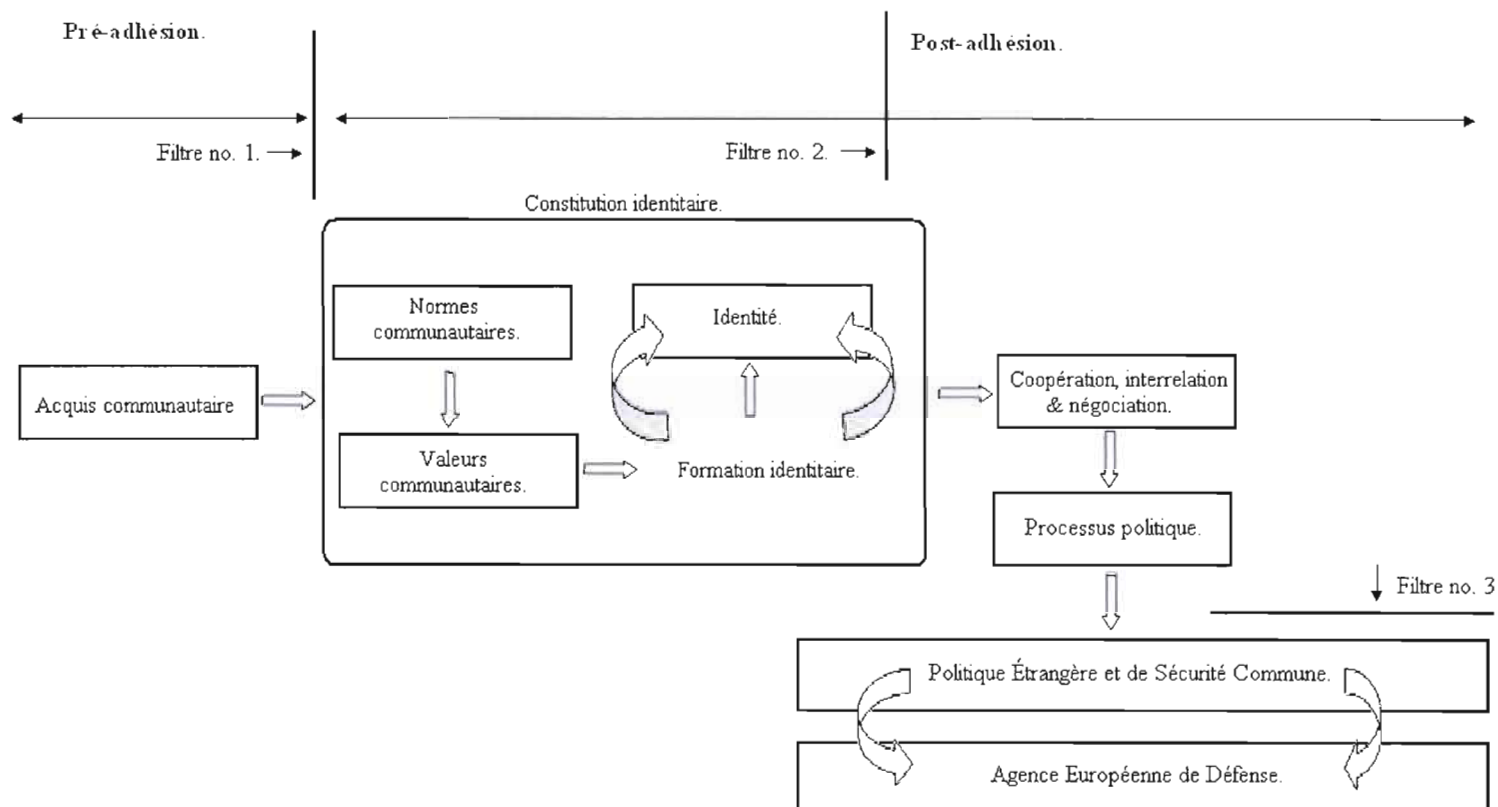 Pré-adhésion.
Post-adhésion.
Filtre no. 1.
Filtre no. 2.
Constitution identitaire.
Normes
communautaires.
Identité.
Acquis communautaire
Coopération, interrelation
& négociation.
Valeurs
communautaires.
Formation identitaire.
Processus politique.
Filtre no. 3
Politique Étrangère et de Sécurité Commune.
Agence Européenne de Défense.